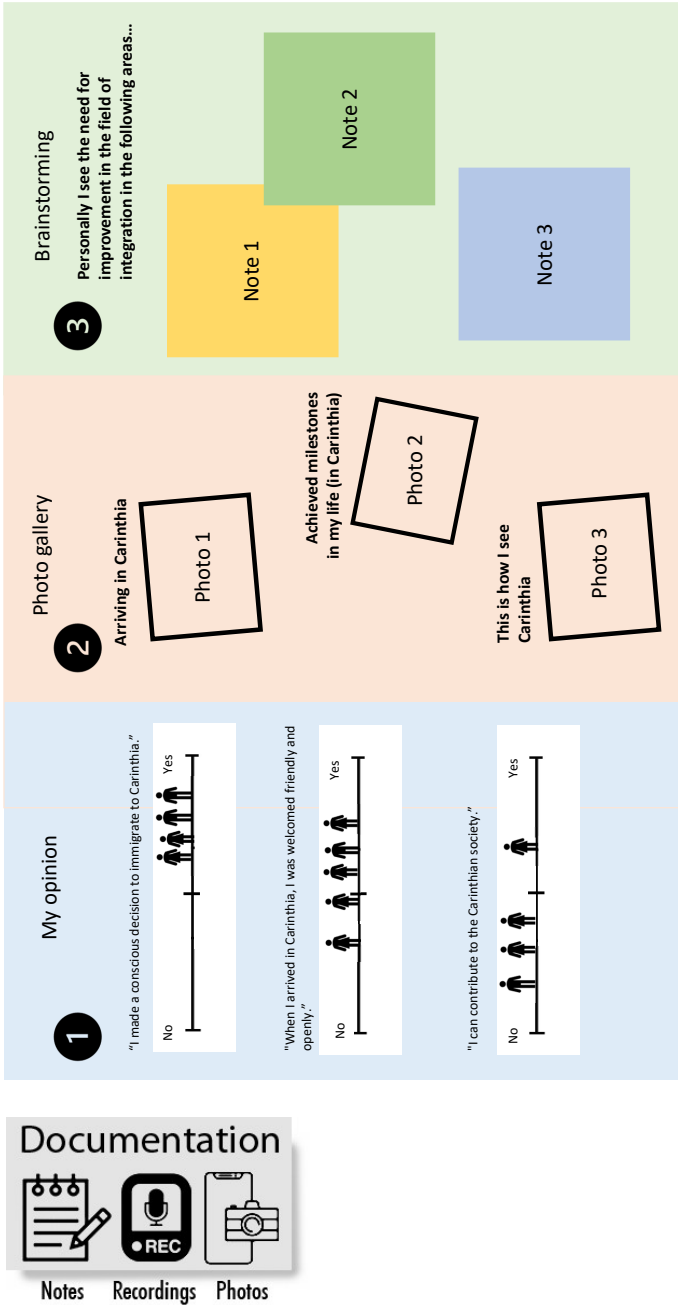 1
My opinion
“I made a conscious decision to immigrate to Carinthia.”
No
Yes
"When I arrived in Carinthia, I was welcomed friendly and
openly.”
No
Yes
"I can contribute to the Carinthian society.”
No
Yes
2
Photo gallery
Arriving in Carinthia
Photo 1
Achieved milestones
in my life (in Carinthia)
Photo 2
This is how I see
Carinthia
Photo 3
3
Brainstorming
Personally I see the need for
improvement in the field of
integration in the following areas…
Note 1
Note 2
Note 3
Documentation
REC
Notes
Recordings
Photos